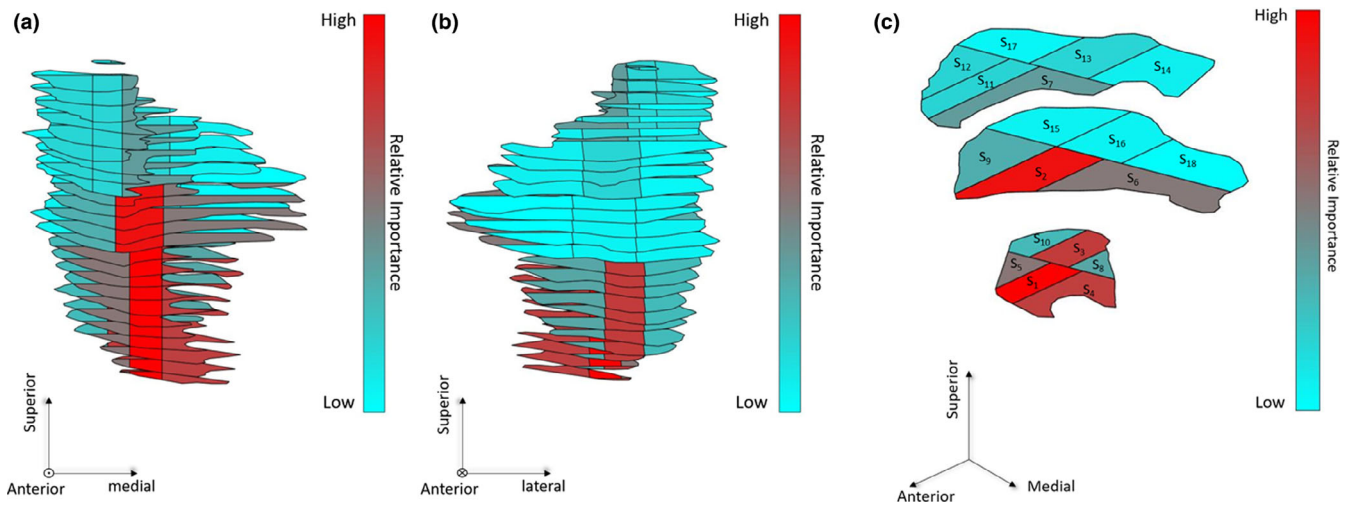 (a)
High
Relative Importance
Low
Superior
Anterior
medial
(b)
High
Relative Importance
Low
Superior
Anterior
lateral
(c)
High
Relative Importance
Low
S17
S12
S13
S14
S11
S7
S15
S16
S9
S18
S2
S6
S10
S3
S5
S8
S1
S4
Superior
Anterior
Medial